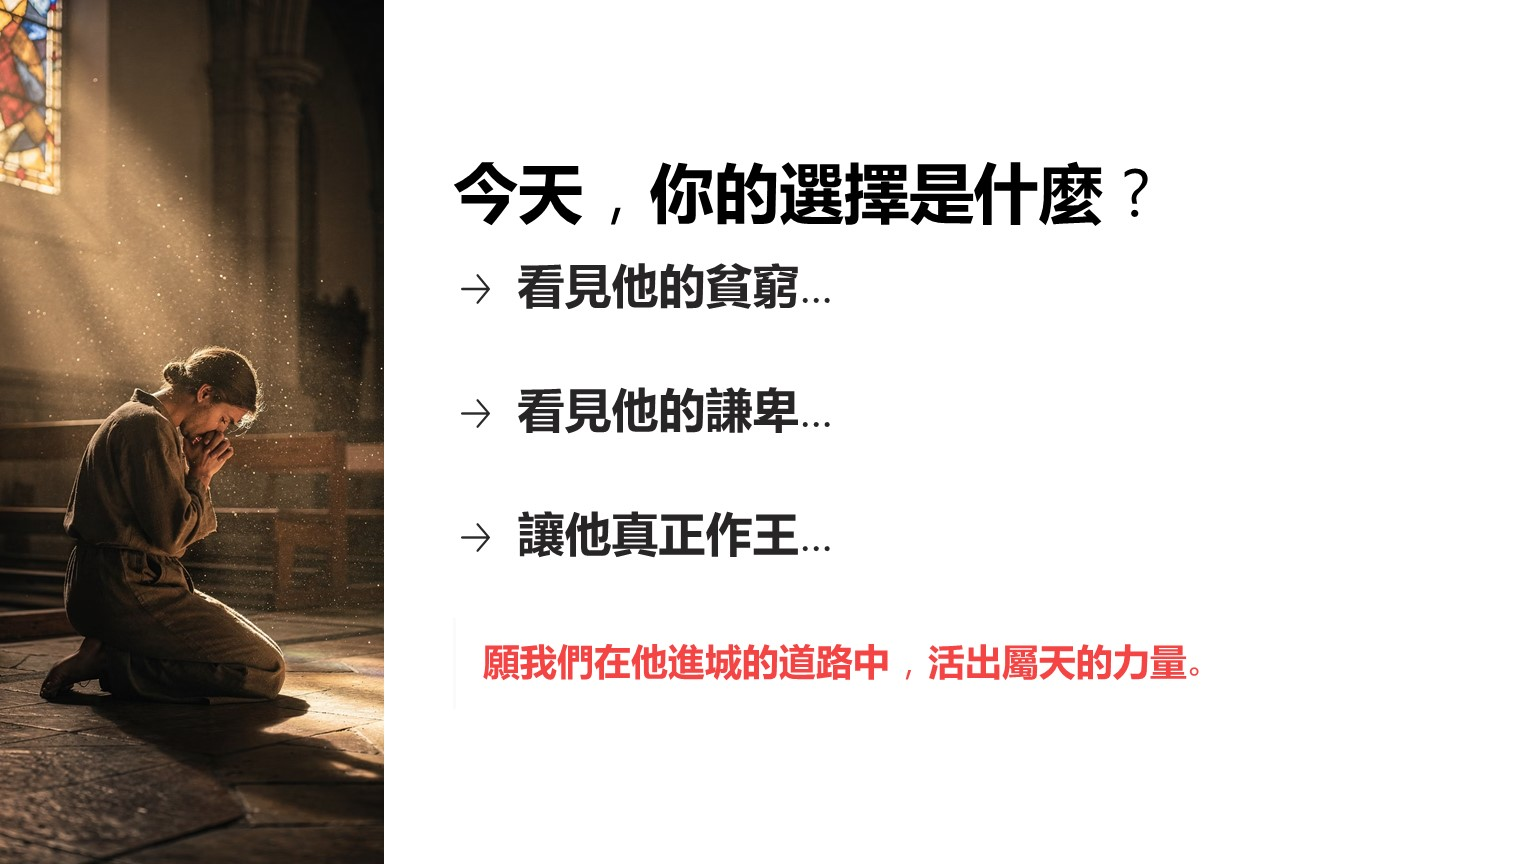 今天，你的選擇是什麼？
→ 看見他的貧窮...
→ 看見他的謙卑...
→ 讓他真正作王...
願我們在他進城的道路中，活出屬天的力量。